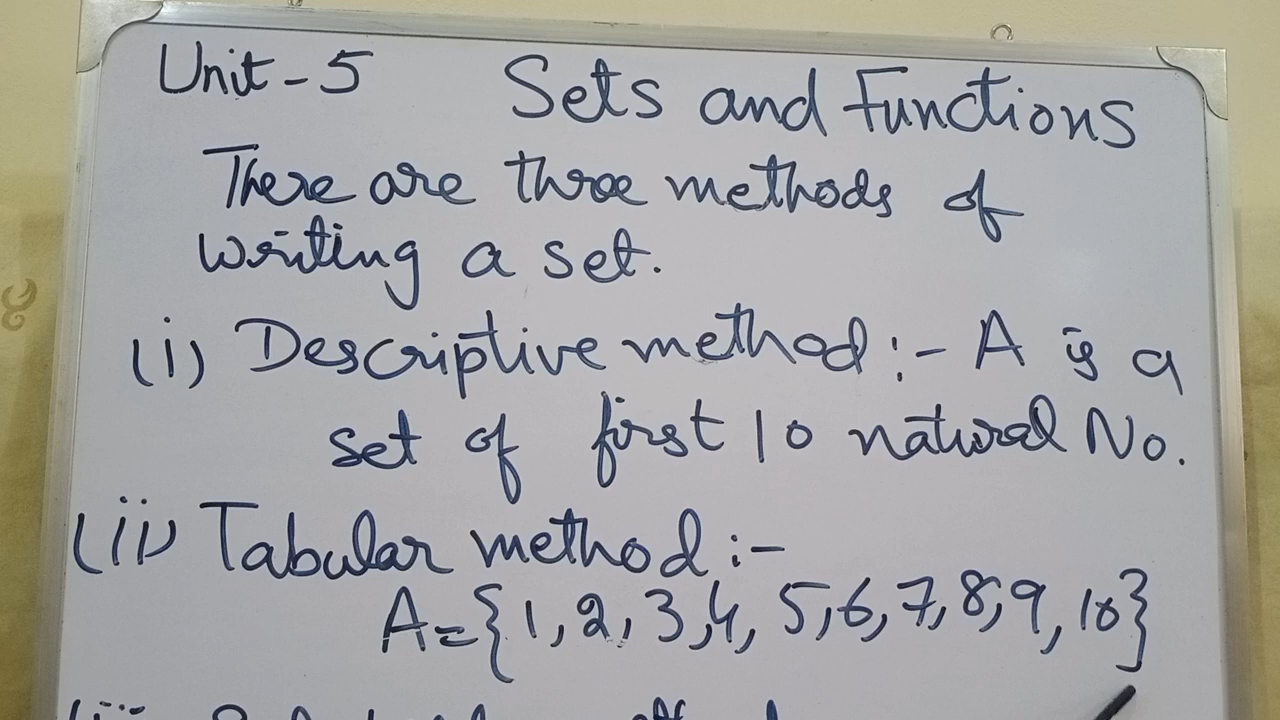 Unit-5 Sets and Functions
There are three methods of
writing a set.
(i) Descriptive method:- A is a
set of first 10 natural No.
(ii) Tabular method:-
A={1,2,3,4,5,6,7,8,9,10}